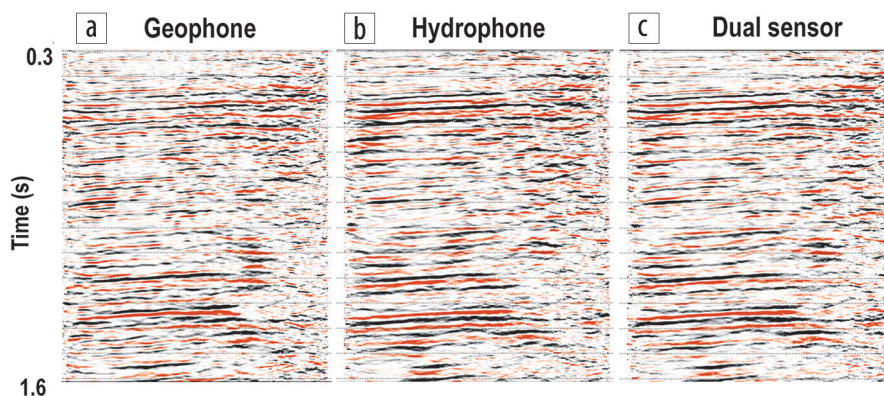 a Geophone
b Hydrophone
c Dual sensor
0.3
Time (s)
1.6